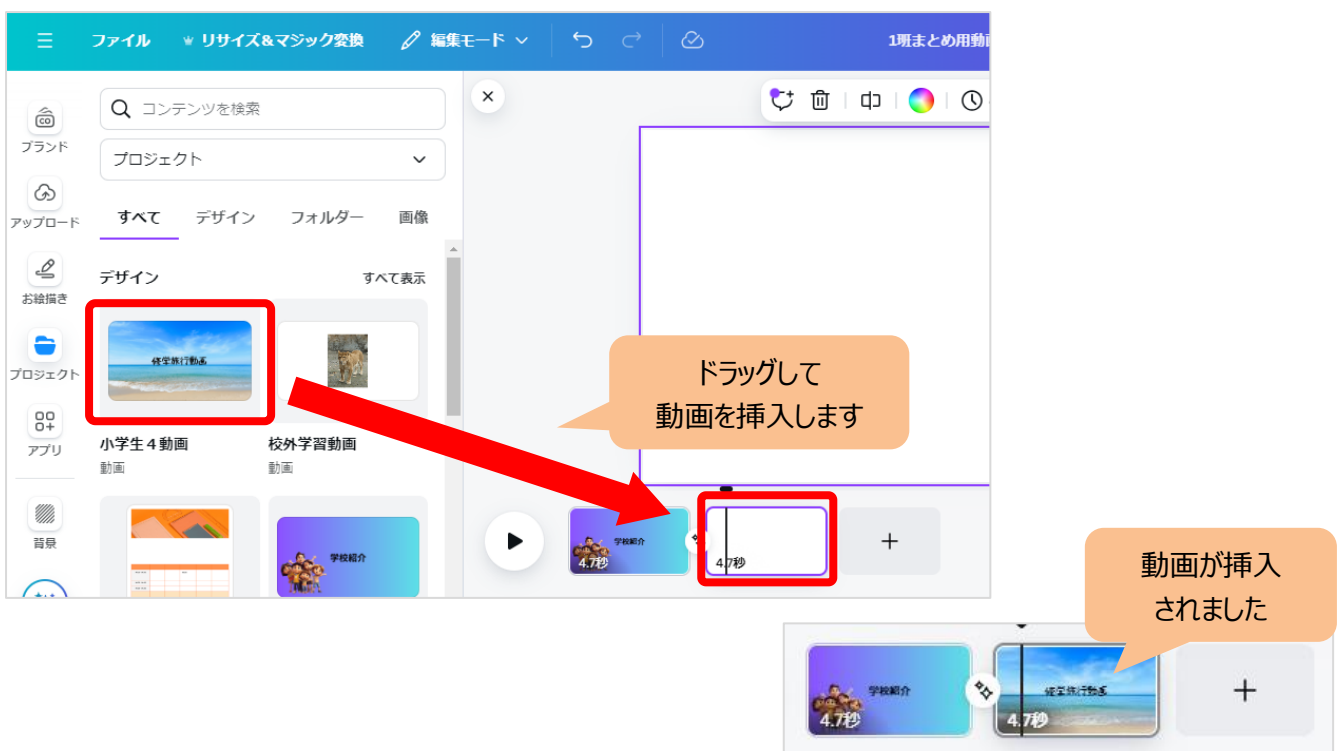 ファイル
リサイズ&マジック変換
編集モード
1班まとめ用動画
ブランド
アップロード
お絵描き
プロジェクト
アプリ
背景
コンテンツを検索
プロジェクト
すべて デザイン フォルダー 画像
デザイン すべて表示
修学旅行動画
小学生４動画
動画
校外学習動画
動画
学校紹介
ドラッグして
動画を挿入します
学校紹介
4.7秒
4.7秒
動画が挿入
されました
学校紹介
4.7秒
修学旅行動画
4.7秒